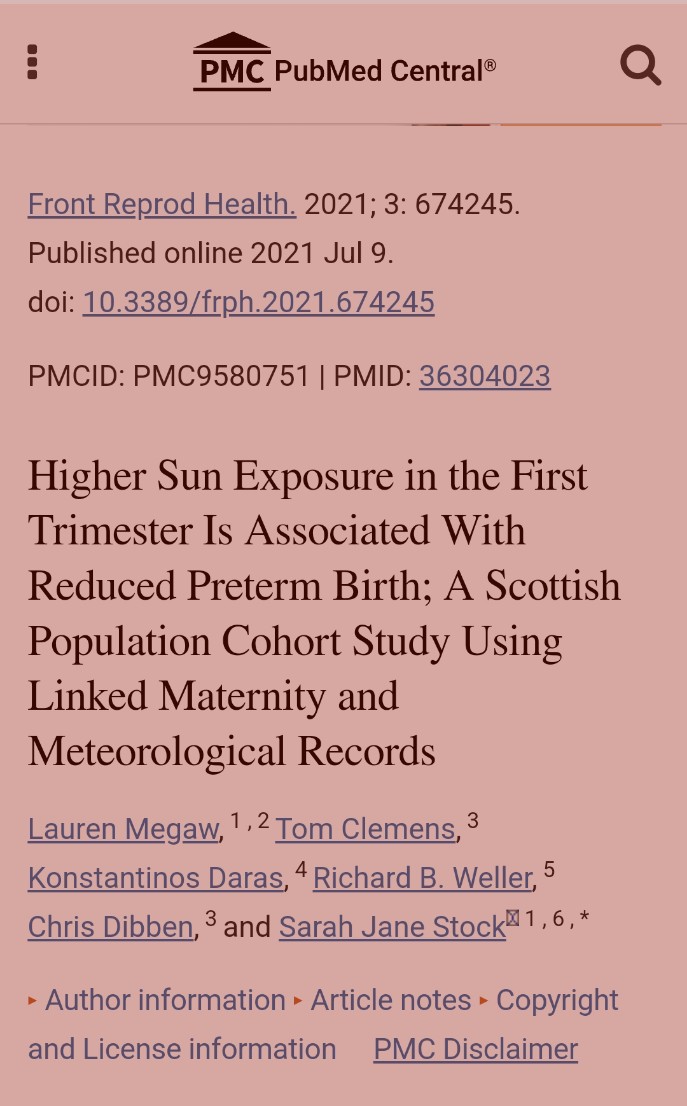 PMC PubMed Central®
Front Reprod Health. 2021; 3: 674245.
Published online 2021 Jul 9.
doi: 10.3389/frph.2021.674245
PMCID: PMC9580751 | PMID: 36304023
Higher Sun Exposure in the First
Trimester Is Associated With
Reduced Preterm Birth; A Scottish
Population Cohort Study Using
Linked Maternity and
Meteorological Records
Lauren Megaw, 1 , 2 Tom Clemens, 3
Konstantinos Daras, 4 Richard B. Weller, 5
Chris Dibben, 3 and Sarah Jane Stock 1 , 6 , *
▸ Author information ▸ Article notes ▸ Copyright
and License information PMC Disclaimer